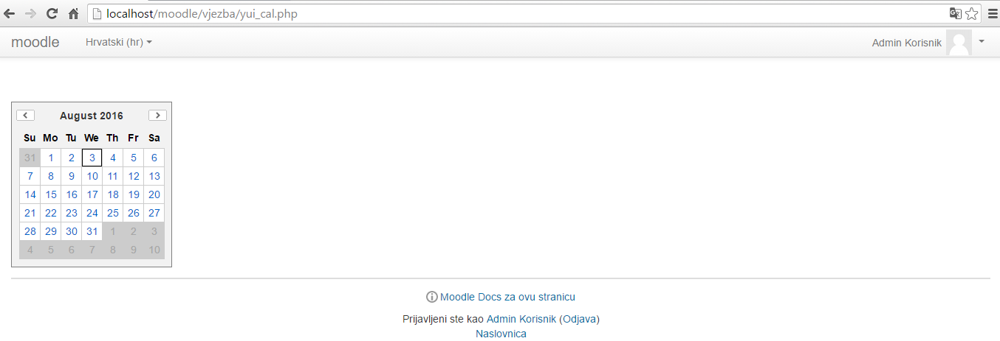 localhost/moodle/vjezba/yui_cal.php
moodle Hrvatski (hr) Admin Korisnik
August 2016
Su Mo Tu We Th Fr Sa
31 1 2 3 4 5 6
7 8 9 10 11 12 13
14 15 16 17 18 19 20
21 22 23 24 25 26 27
28 29 30 31 1 2 3
4 5 6 7 8 9 10
Moodle Docs za ovu stranicu
Prijavljeni ste kao Admin Korisnik (Odjava)
Naslovnica